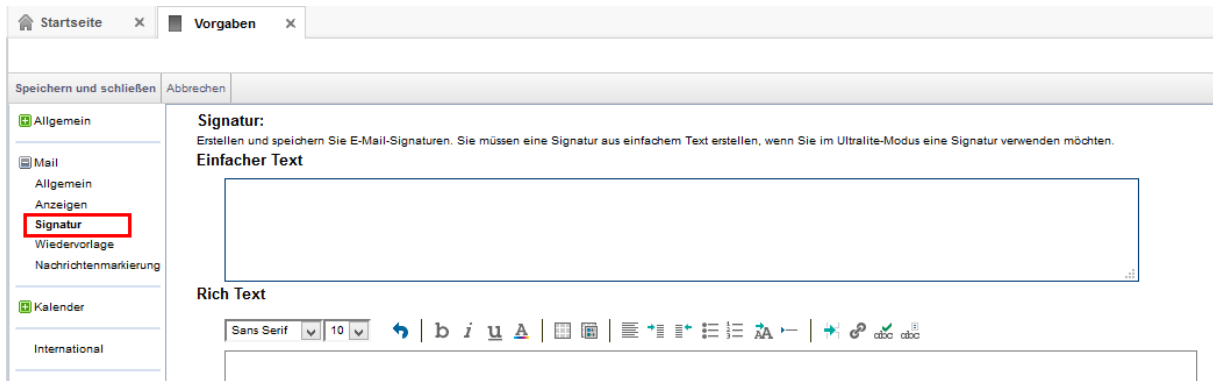 Startseite
Vorgaben
Speichern und schließen Abbrechen
Allgemein
Mail
Allgemein
Anzeigen
Signatur
Wiedervorlage
Nachrichtenmarkierung
Kalender
International
Signatur:
Erstellen und speichern Sie E-Mail-Signaturen. Sie müssen eine Signatur aus einfachem Text erstellen, wenn Sie im Ultralite-Modus eine Signatur verwenden möchten.
Einfacher Text
Rich Text
Sans Serif 10 b i u A A abc abc